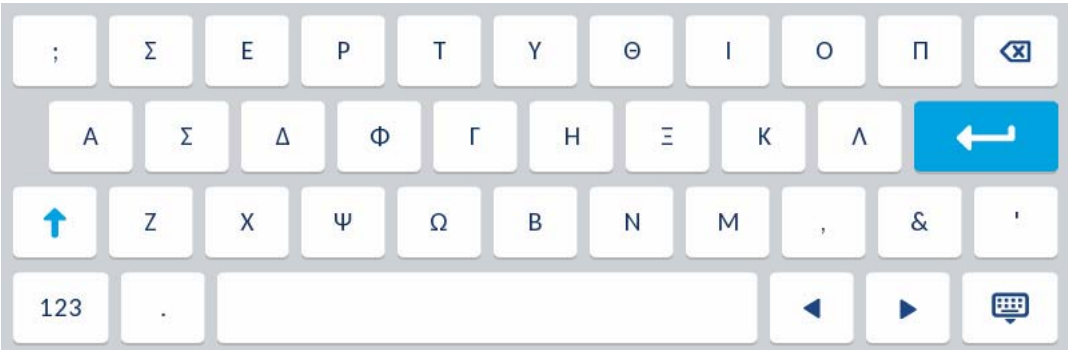 ; Σ Ε Ρ Τ Υ Θ Ι Ο Π
Α Σ Δ Φ Γ Η Ξ Κ Λ
Ζ Χ Ψ Ω Β Ν Μ , & '
123 .